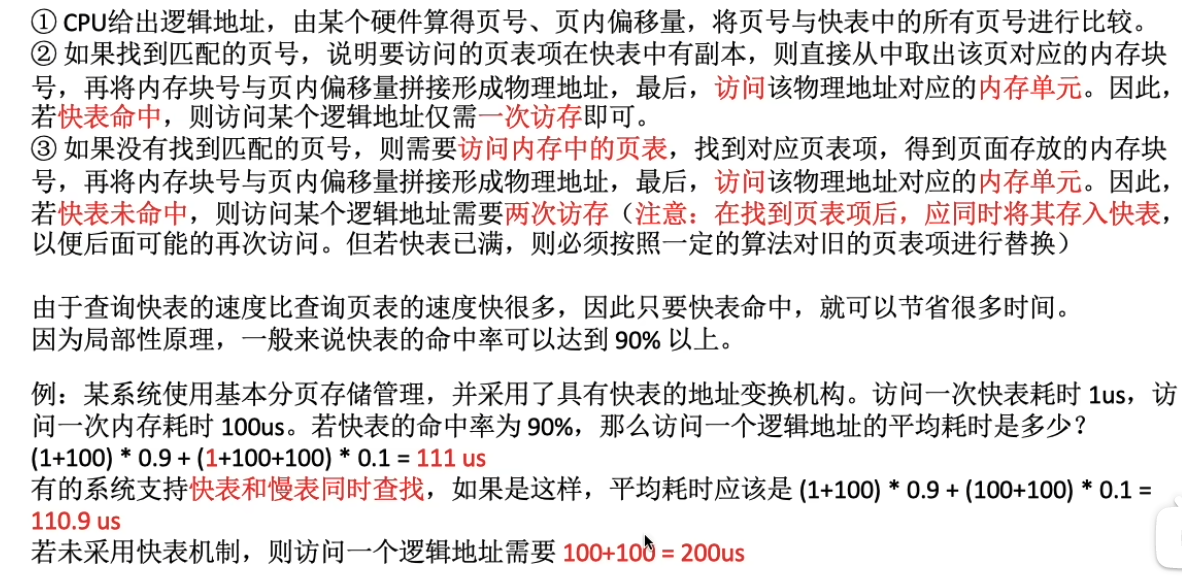 ① CPU给出逻辑地址，由某个硬件算得页号、页内偏移量，将页号与快表中的所有页号进行比较。
② 如果找到匹配的页号，说明要访问的页表项在快表中有副本，则直接从中取出该页对应的内存块
号，再将内存块号与页内偏移量拼接形成物理地址，最后，访问该物理地址对应的内存单元。因此，
若快表命中，则访问某个逻辑地址仅需一次访存即可。
③ 如果没有找到匹配的页号，则需要访问内存中的页表，找到对应页表项，得到页面存放的内存块
号，再将内存块号与页内偏移量拼接形成物理地址，最后，访问该物理地址对应的内存单元。因此，
若快表未命中，则访问某个逻辑地址需要两次访存（注意：在找到页表项后，应同时将其存入快表，
以便后面可能的再次访问。但若快表已满，则必须按照一定的算法对旧的页表项进行替换）
由于查询快表的速度比查询页表的速度快很多，因此只要快表命中，就可以节省很多时间。
因为局部性原理，一般来说快表的命中率可以达到 90% 以上。
例：某系统使用基本分页存储管理，并采用了具有快表的地址变换机构。访问一次快表耗时 1us，访
问一次内存耗时 100us。若快表的命中率为 90%，那么访问一个逻辑地址的平均耗时是多少？
(1+100) * 0.9 + (1+100+100) * 0.1 = 111 us
有的系统支持快表和慢表同时查找，如果是这样，平均耗时应该是 (1+100) * 0.9 + (100+100) * 0.1 =
110.9 us
若未采用快表机制，则访问一个逻辑地址需要 100+100 = 200us